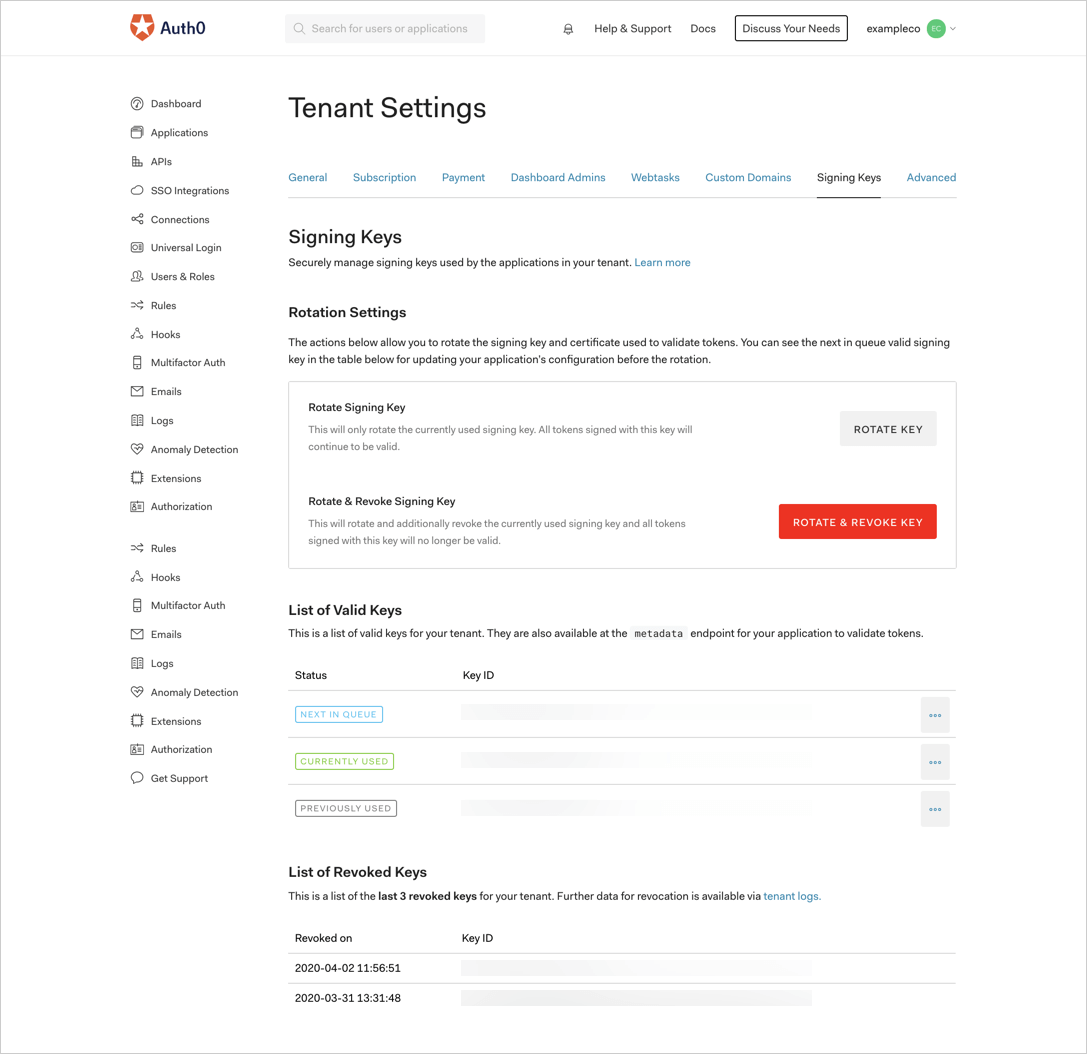 Auth0
Search for users or applications
Help & Support
Docs
Discuss Your Needs
exampleco
EC
Dashboard
Applications
APIs
SSO Integrations
Connections
Universal Login
Users & Roles
Rules
Hooks
Multifactor Auth
Emails
Logs
Anomaly Detection
Extensions
Authorization
Rules
Hooks
Multifactor Auth
Emails
Logs
Anomaly Detection
Extensions
Authorization
Get Support
Tenant Settings
General
Subscription
Payment
Dashboard Admins
Webtasks
Custom Domains
Signing Keys
Advanced
Signing Keys
Securely manage signing keys used by the applications in your tenant. Learn more
Rotation Settings
The actions below allow you to rotate the signing key and certificate used to validate tokens. You can see the next in queue valid signing
key in the table below for updating your application's configuration before the rotation.
Rotate Signing Key
This will only rotate the currently used signing key. All tokens signed with this key will
continue to be valid.
ROTATE KEY
Rotate & Revoke Signing Key
This will rotate and additionally revoke the currently used signing key and all tokens
signed with this key will no longer be valid.
ROTATE & REVOKE KEY
List of Valid Keys
This is a list of valid keys for your tenant. They are also available at the metadata endpoint for your application to validate tokens.
Status
Key ID
NEXT IN QUEUE
CURRENTLY USED
PREVIOUSLY USED
List of Revoked Keys
This is a list of the last 3 revoked keys for your tenant. Further data for revocation is available via tenant logs.
Revoked on
Key ID
2020-04-02 11:56:51
2020-03-31 13:31:48